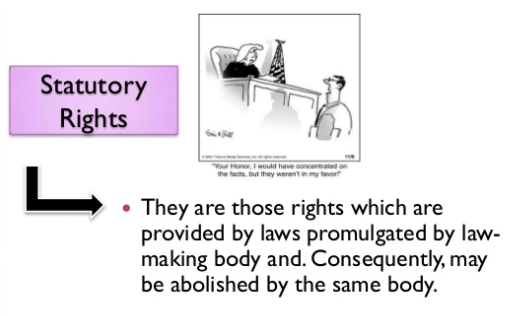 Statutory
Rights
"Your Honor, I would have concentrated on
the facts, but they weren't in my favor!"
They are those rights which are
provided by laws promulgated by law-
making body and. Consequently, may
be abolished by the same body.